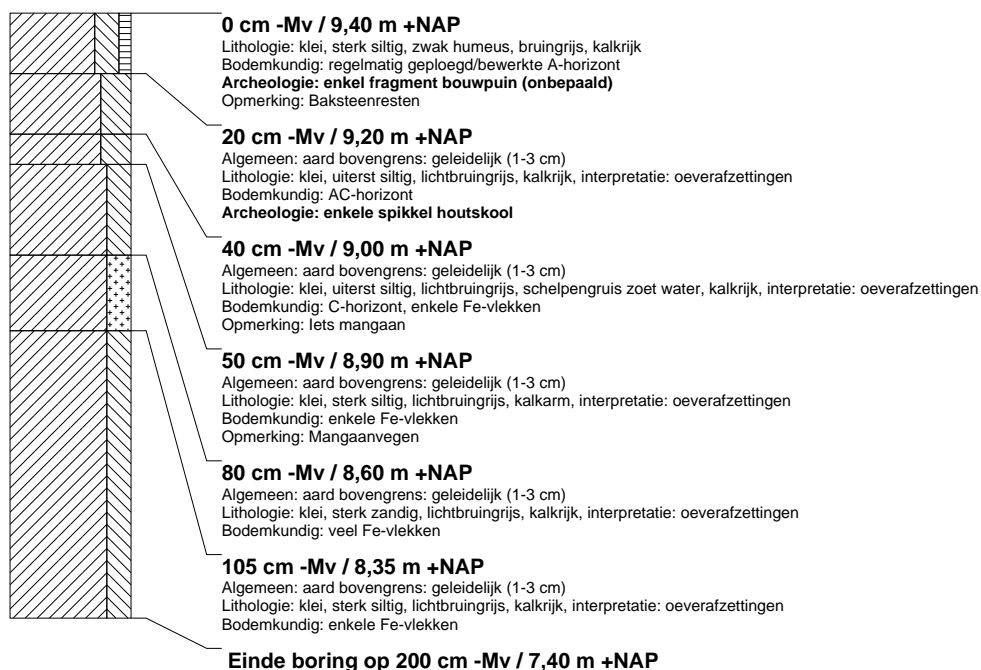 0 cm -Mv / 9,40 m +NAP
Lithologie: klei, sterk siltig, zwak humeus, bruingrijs, kalkrijk
Bodemkundig: regelmatig geploegd/bewerkte A-horizont
Archeologie: enkel fragment bouwpuin (onbepaald)
Opmerking: Baksteenresten
20 cm -Mv / 9,20 m +NAP
Algemeen: aard bovengrens: geleidelijk (1-3 cm)
Lithologie: klei, uiterst siltig, lichtbruingrijs, kalkrijk, interpretatie: oeverafzettingen
Bodemkundig: AC-horizont
Archeologie: enkele spikkel houtskool
40 cm -Mv / 9,00 m +NAP
Algemeen: aard bovengrens: geleidelijk (1-3 cm)
Lithologie: klei, uiterst siltig, lichtbruingrijs, schelpengruis zoet water, kalkrijk, interpretatie: oeverafzettingen
Bodemkundig: C-horizont, enkele Fe-vlekken
Opmerking: Iets mangaan
50 cm -Mv / 8,90 m +NAP
Algemeen: aard bovengrens: geleidelijk (1-3 cm)
Lithologie: klei, sterk siltig, lichtbruingrijs, kalkarm, interpretatie: oeverafzettingen
Bodemkundig: enkele Fe-vlekken
Opmerking: Mangaanvegen
80 cm -Mv / 8,60 m +NAP
Algemeen: aard bovengrens: geleidelijk (1-3 cm)
Lithologie: klei, sterk zandig, lichtbruingrijs, kalkrijk, interpretatie: oeverafzettingen
Bodemkundig: veel Fe-vlekken
105 cm -Mv / 8,35 m +NAP
Algemeen: aard bovengrens: geleidelijk (1-3 cm)
Lithologie: klei, sterk siltig, lichtbruingrijs, kalkrijk, interpretatie: oeverafzettingen
Bodemkundig: enkele Fe-vlekken
Einde boring op 200 cm -Mv / 7,40 m +NAP